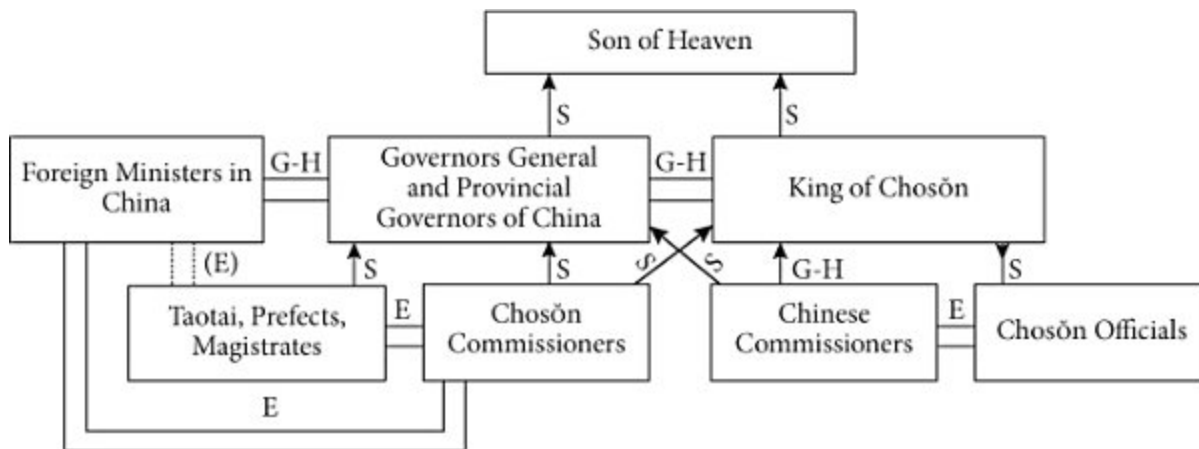 Son of Heaven
S
S
Foreign Ministers in
China
G-H
Governors General
and Provincial
Governors of China
G-H
King of Chosŏn
(E)
S
S
S
S
G-H
S
Taotai, Prefects,
Magistrates
E
Chosŏn
Commissioners
Chinese
Commissioners
E
Chosŏn Officials
E